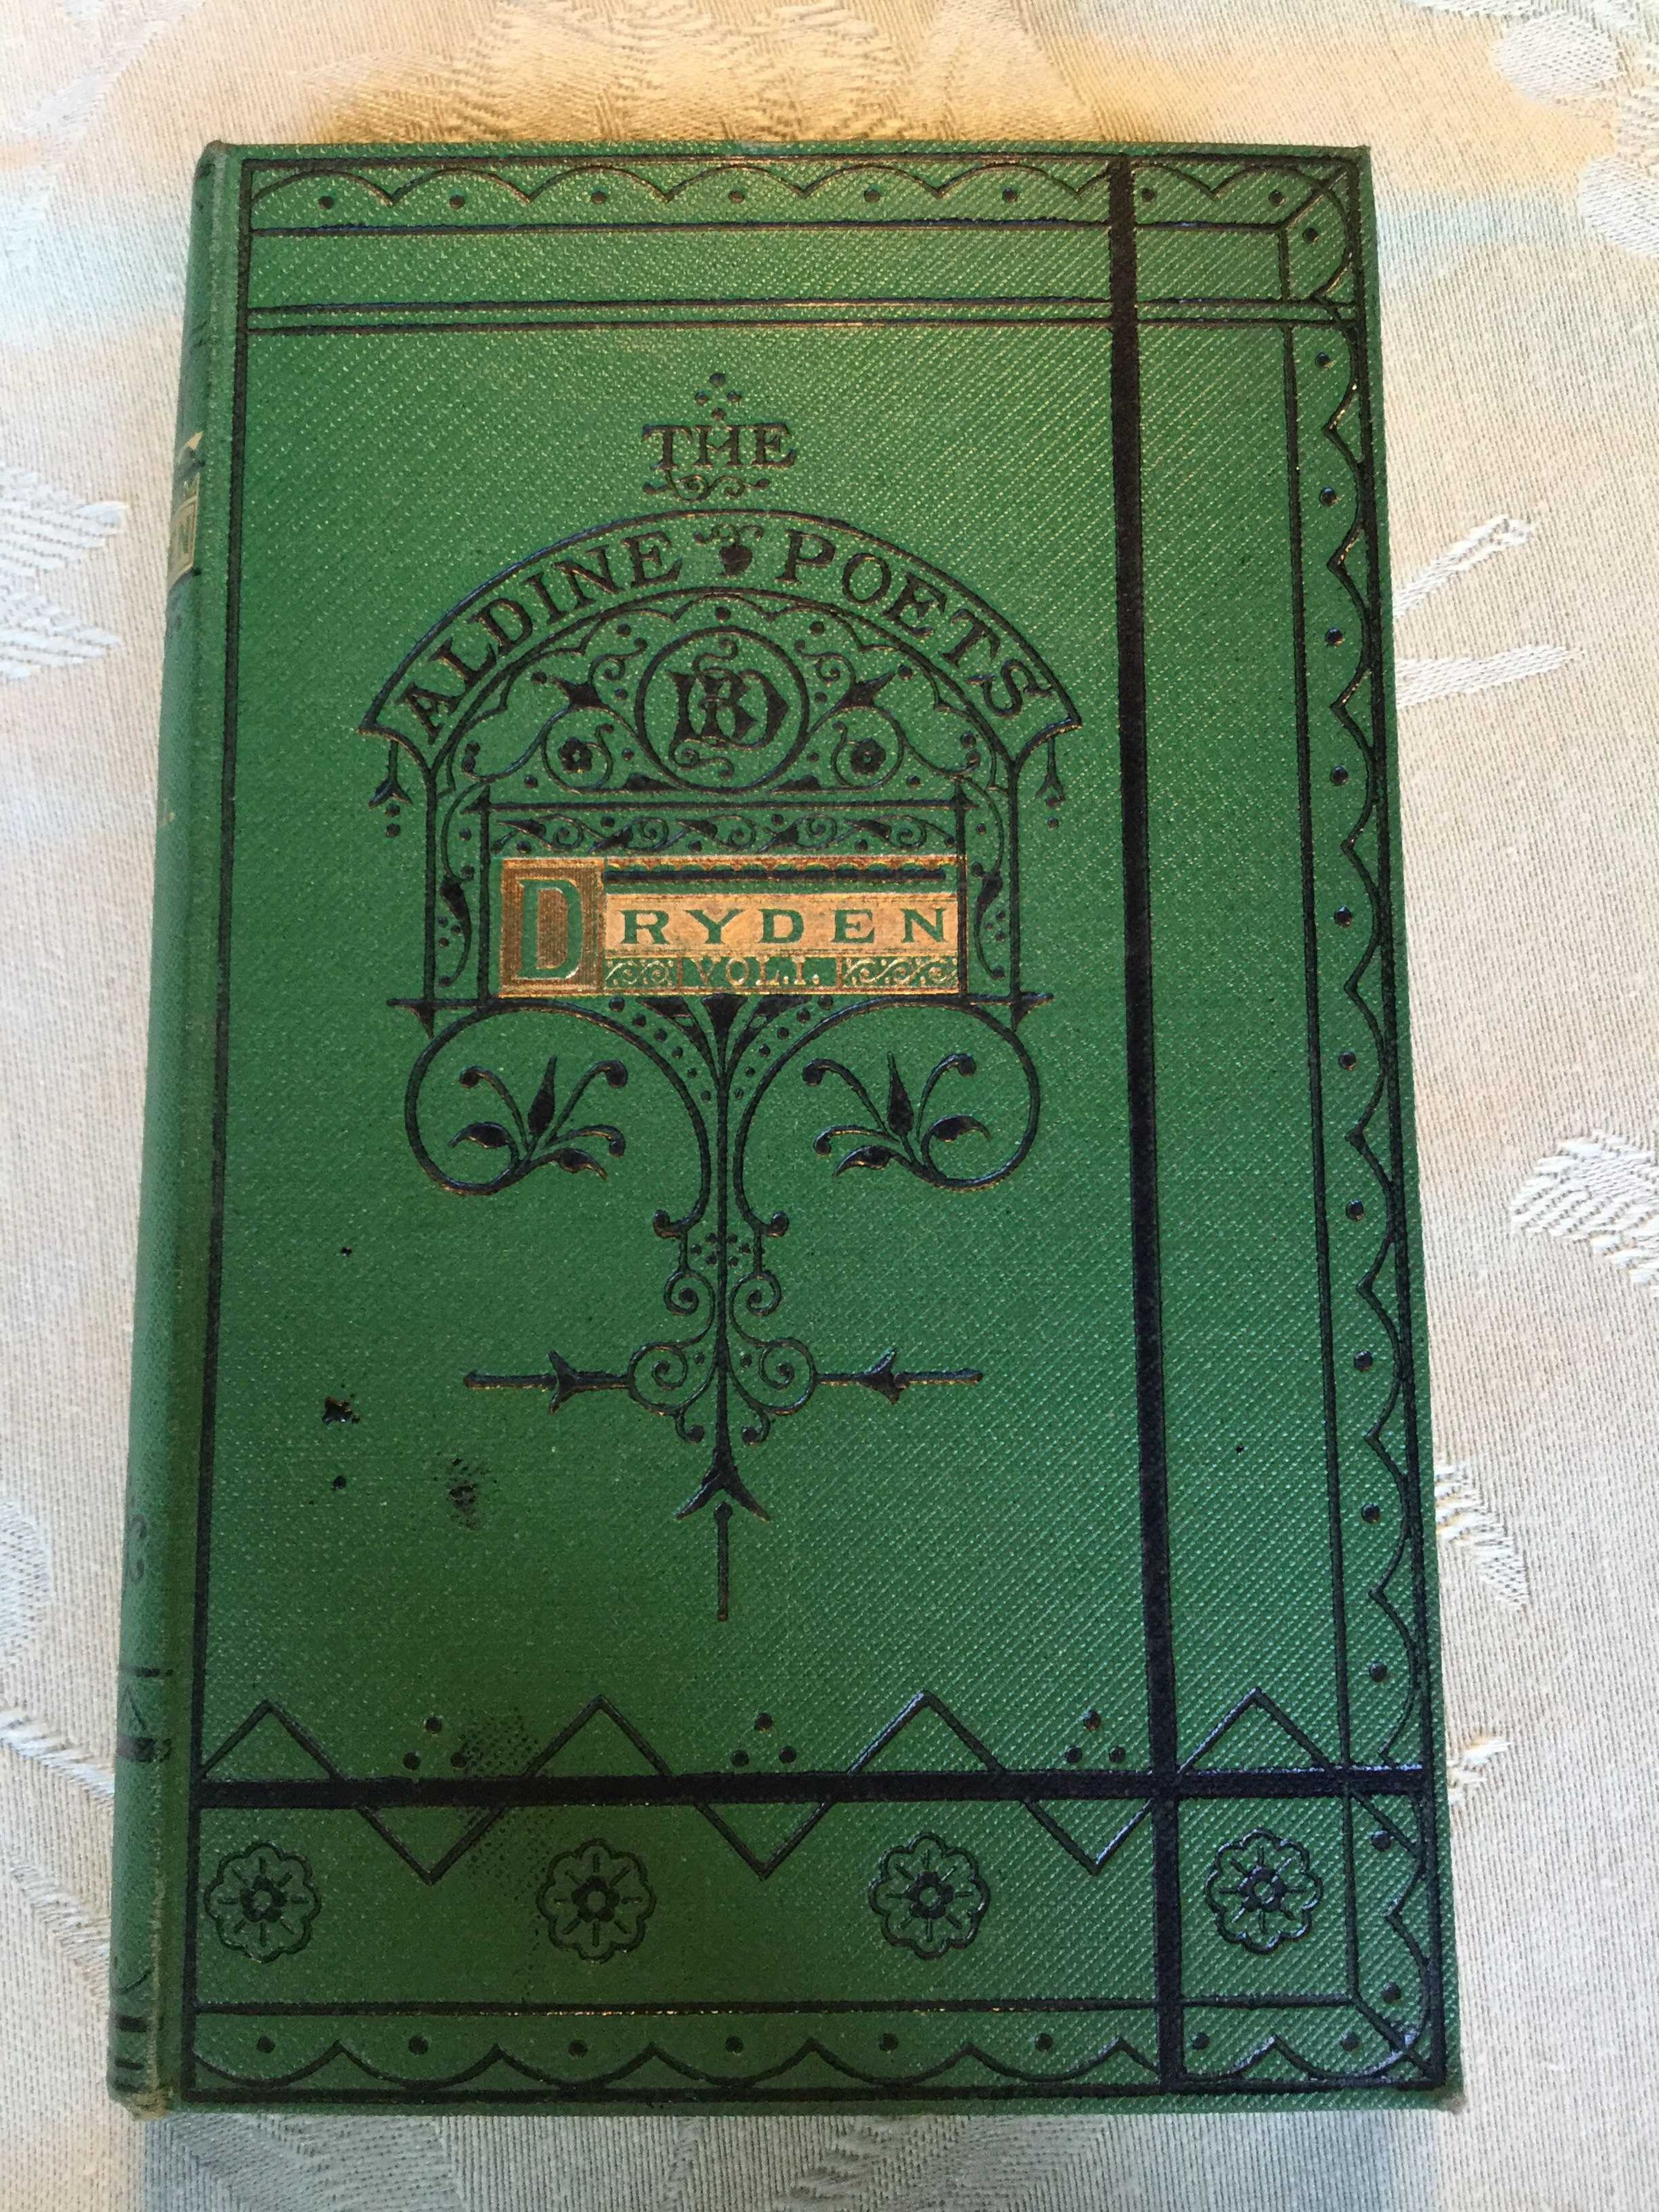 THE
ALDINE POETS
DRYDEN
VOL. I.